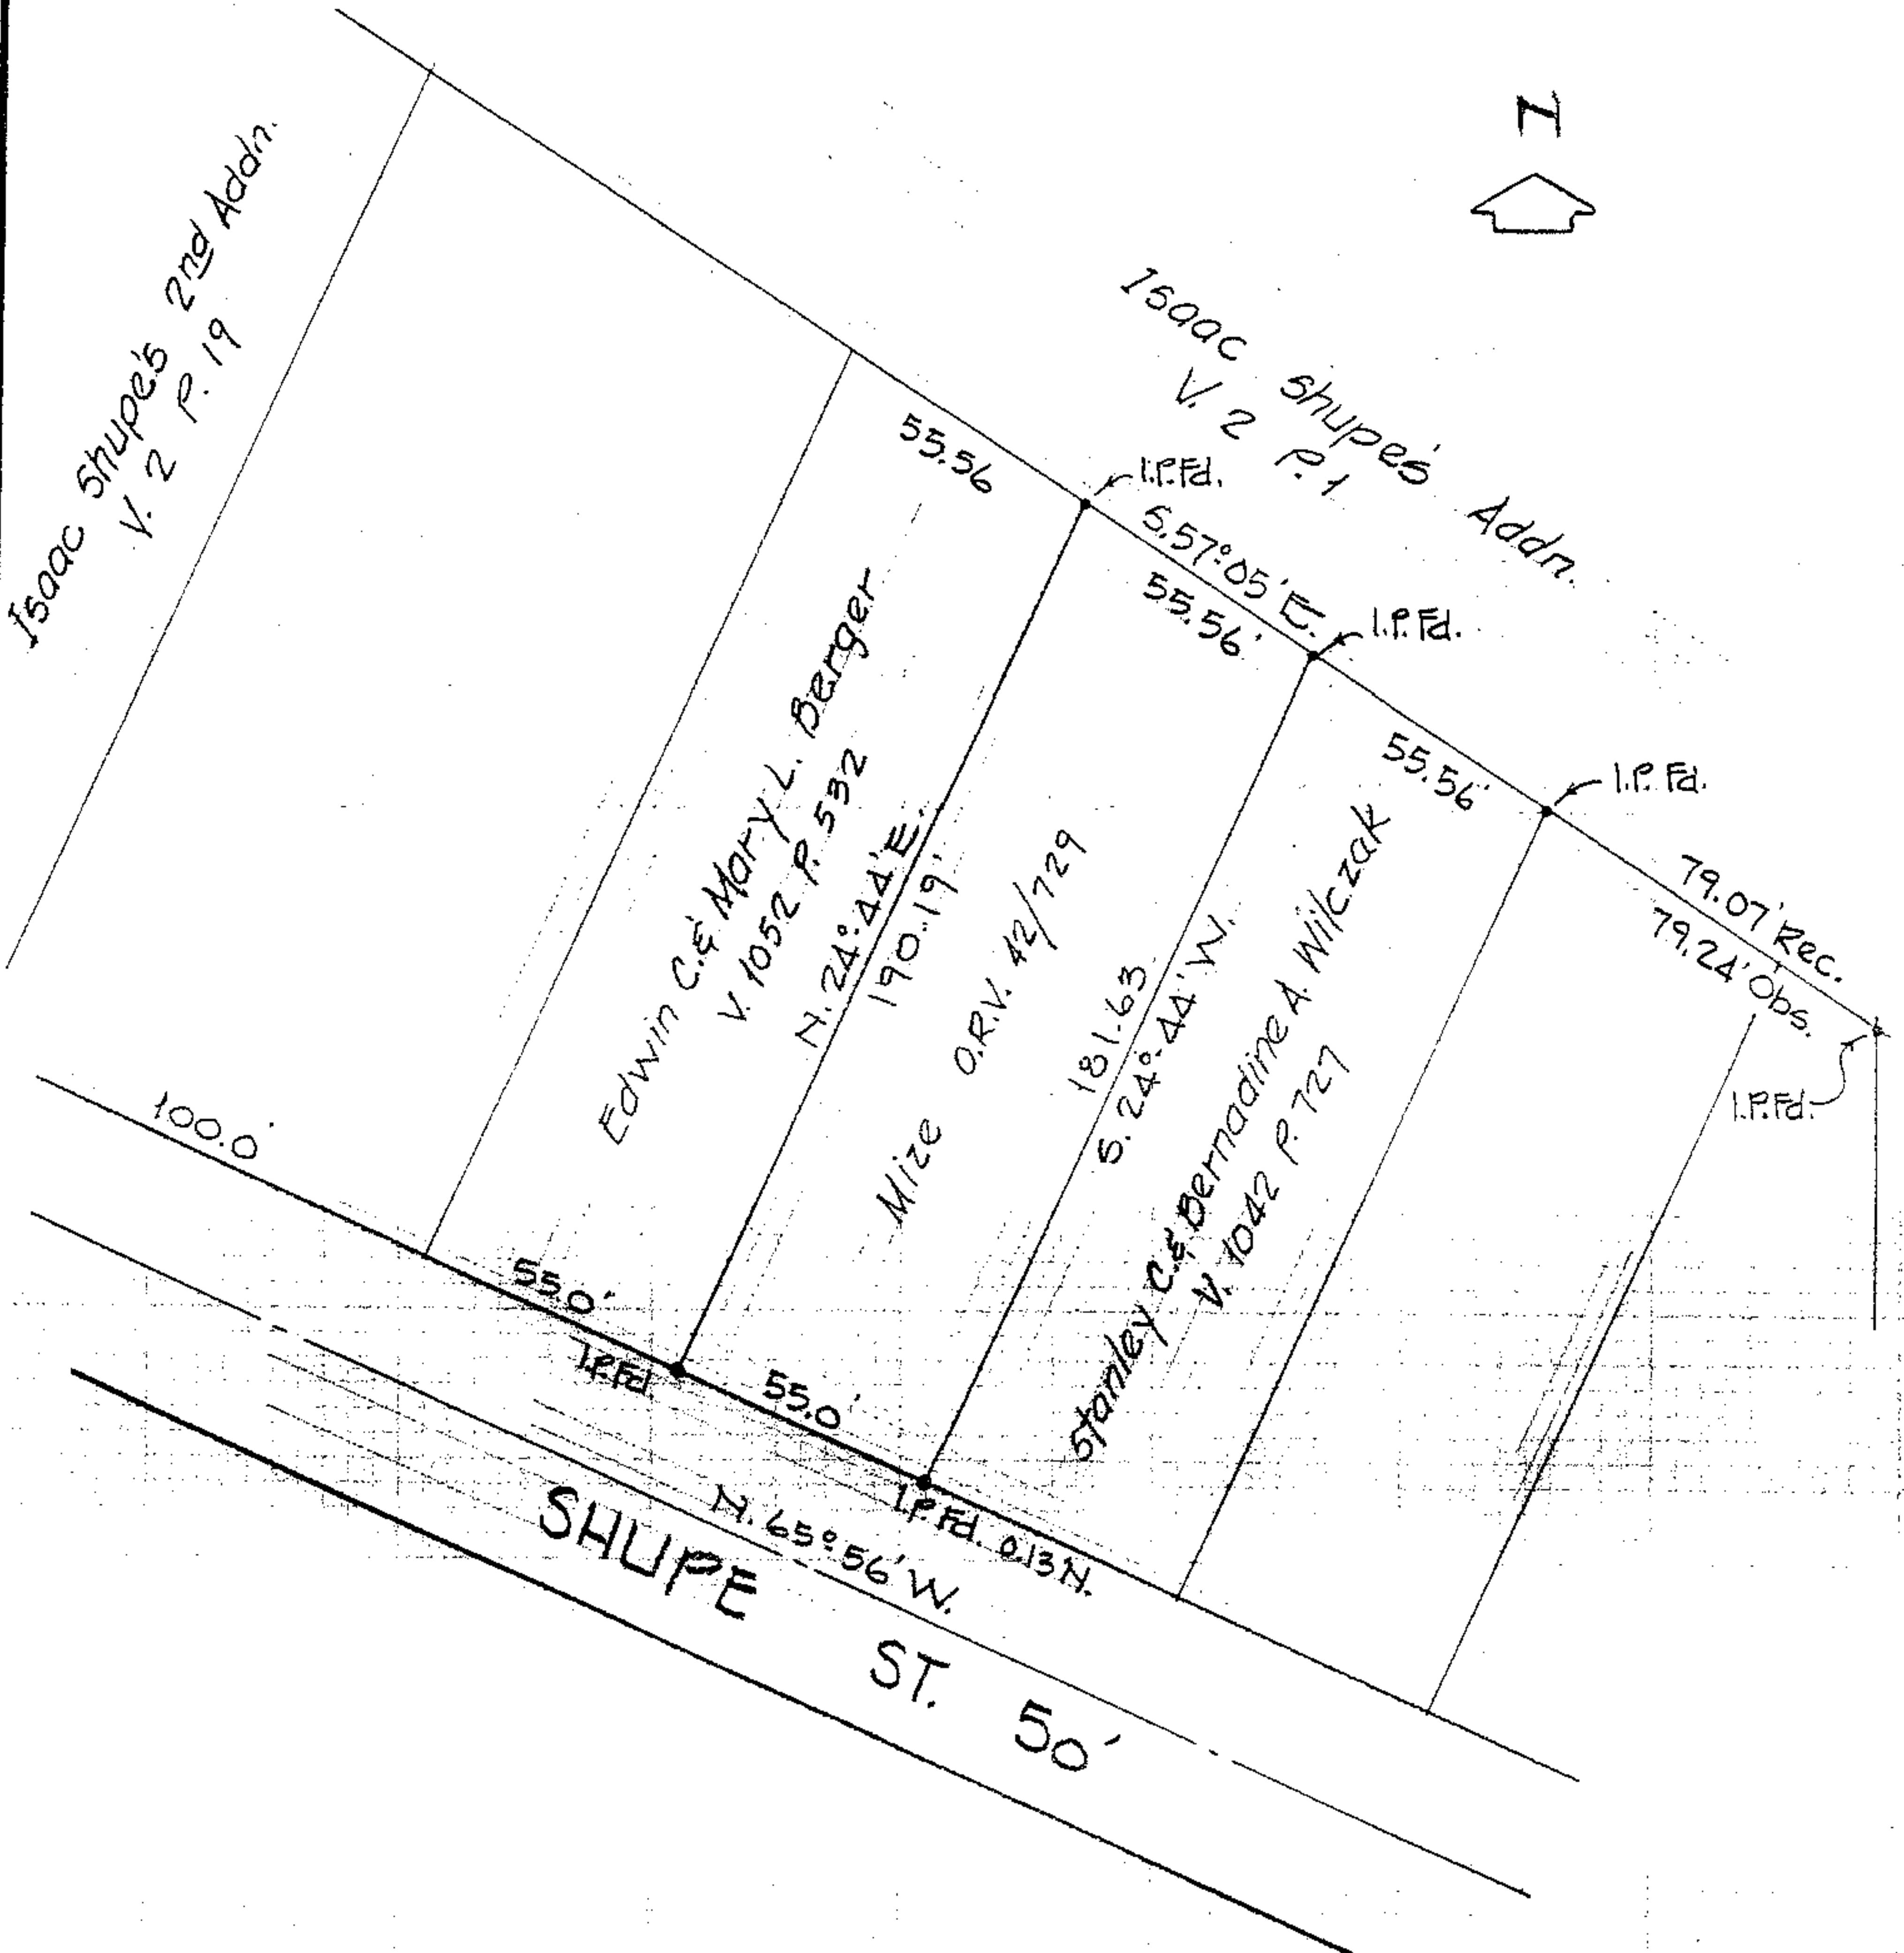 N
Isaac Shupe's 2nd Addn.
V. 2 P. 19
Isaac Shupe's Addn.
V. 2 P. 1
55.56
I.P. Fd.
S. 57°05' E.
55.56'
I.P. Fd.
55.56'
I.P. Fd.
79.07' Rec.
79.24' Obs.
I.P. Fd.
Edwin C. & Mary L. Berger
V. 1052 P. 532
N. 24°44' E.
190.19'
Mize O.R.V. 42/729
181.63
S. 24°44' W.
Stanley C. & Bernadine A. Wilczak
V. 1042 P. 727
100.0'
55.0'
I.P. Fd.
55.0'
I.P. Fd. 0.13 N.
N. 65°56' W.
SHUPE ST. 50'